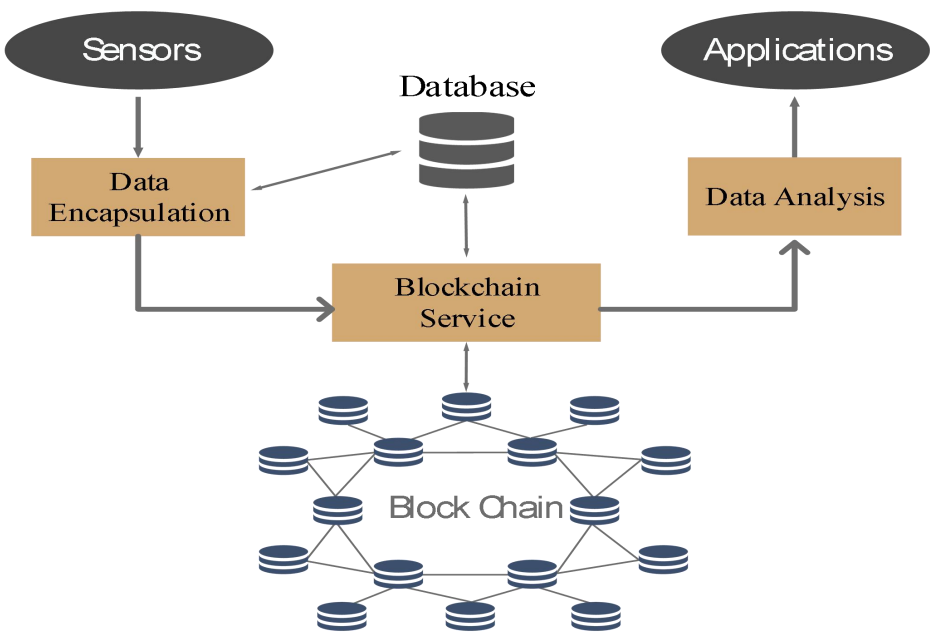 Sensors
Applications
Database
Data
Encapsulation
Data Analysis
Blockchain
Service
Block Chain